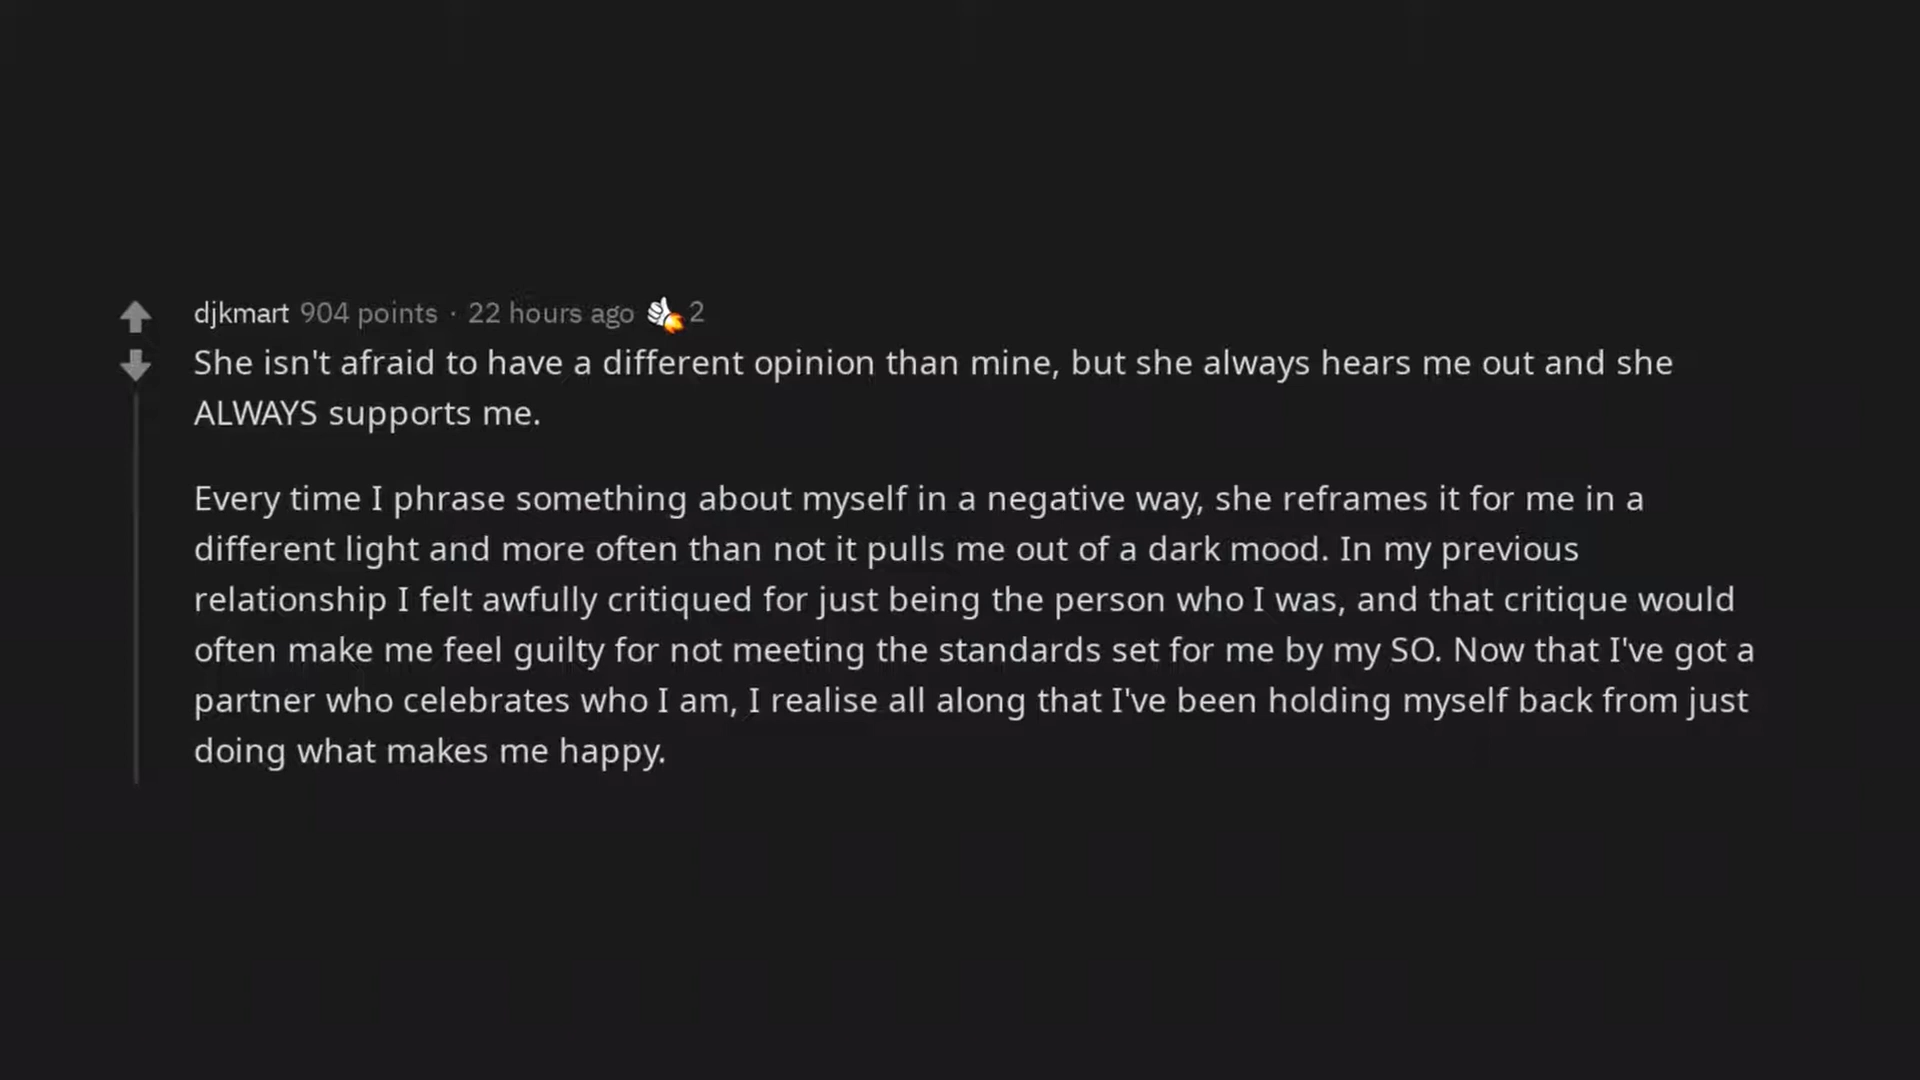 djkmart 904 points · 22 hours ago 2
She isn't afraid to have a different opinion than mine, but she always hears me out and she
ALWAYS supports me.
Every time I phrase something about myself in a negative way, she reframes it for me in a
different light and more often than not it pulls me out of a dark mood. In my previous
relationship I felt awfully critiqued for just being the person who I was, and that critique would
often make me feel guilty for not meeting the standards set for me by my SO. Now that I've got a
partner who celebrates who I am, I realise all along that I've been holding myself back from just
doing what makes me happy.